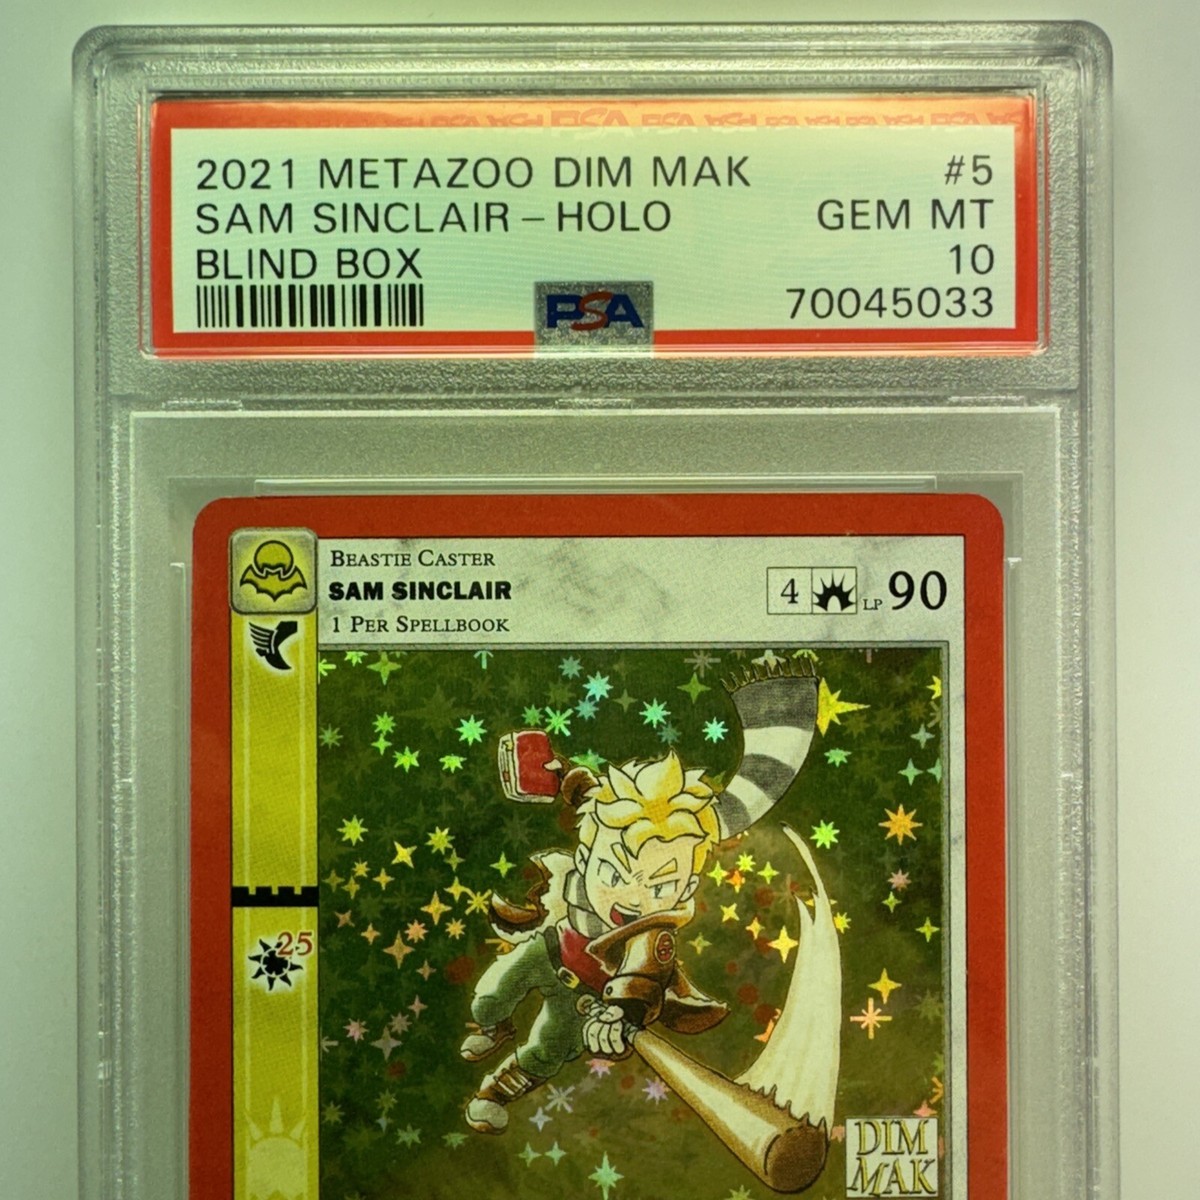 2021 METAZOO DIM MAK #5
SAM SINCLAIR – HOLO GEM MT
BLIND BOX 10
70045033
PSA
BEASTIE CASTER
SAM SINCLAIR
1 PER SPELLBOOK
4 LP 90
25
DIM
MAK